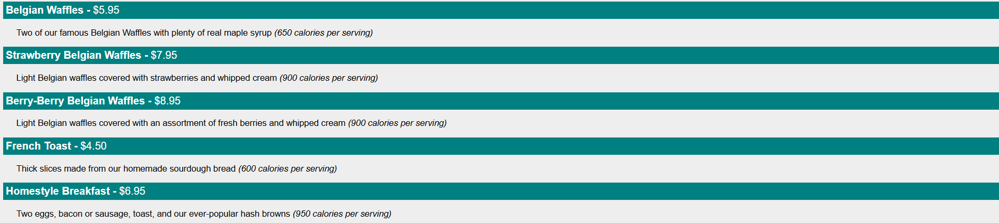 Belgian Waffles - $5.95
Two of our famous Belgian Waffles with plenty of real maple syrup (650 calories per serving)
Strawberry Belgian Waffles - $7.95
Light Belgian waffles covered with strawberries and whipped cream (900 calories per serving)
Berry-Berry Belgian Waffles - $8.95
Light Belgian waffles covered with an assortment of fresh berries and whipped cream (900 calories per serving)
French Toast - $4.50
Thick slices made from our homemade sourdough bread (600 calories per serving)
Homestyle Breakfast - $6.95
Two eggs, bacon or sausage, toast, and our ever-popular hash browns (950 calories per serving)